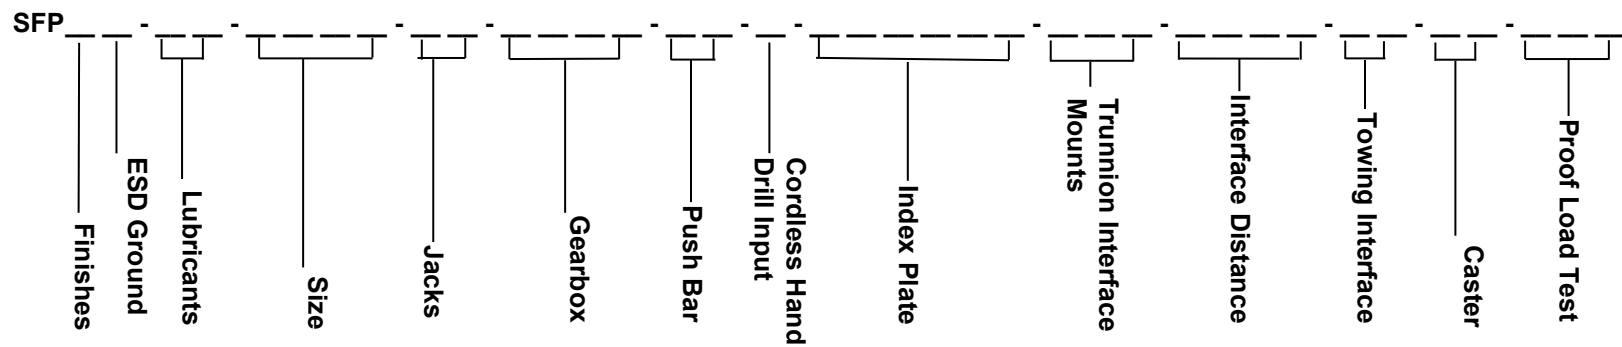 SFP_ _ - _ _ - _ _ _ _ - _ _ - _ _ _ _ - _ _ - _ - _ _ _ _ _ _ - _ _ _ - _ _ _ _ - _ _ - _ _ - _ _ _
Finishes
ESD Ground
Lubricants
Size
Jacks
Gearbox
Push Bar
Cordless Hand
Drill Input
Index Plate
Trunnion Interface
Mounts
Interface Distance
Towing Interface
Caster
Proof Load Test